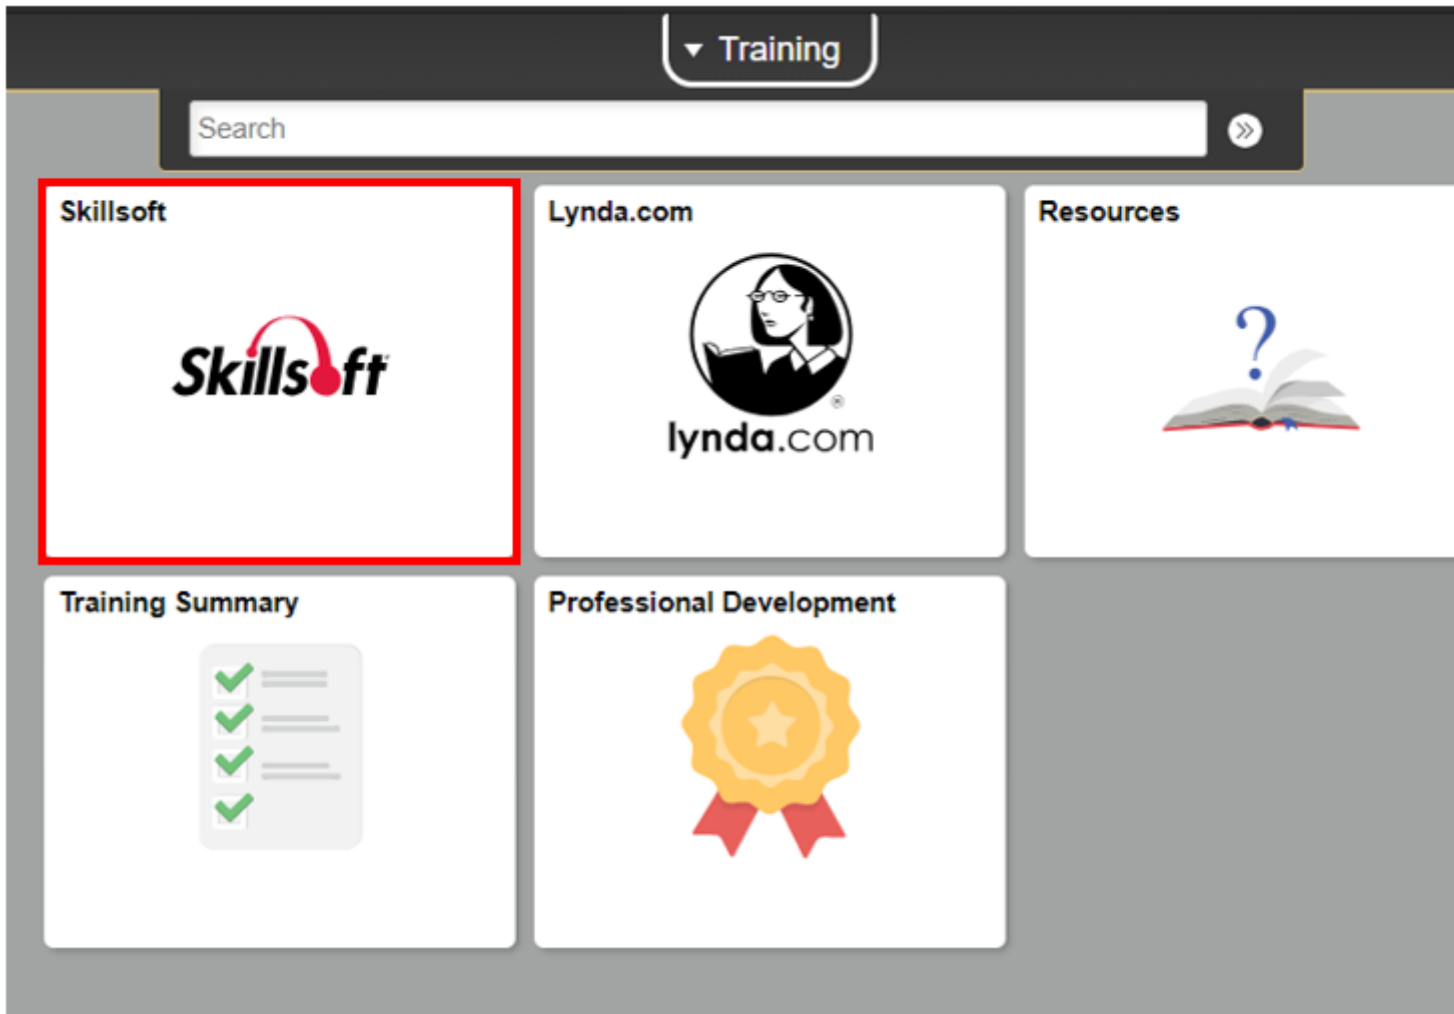 Training
Search
Skillsoft
Skillsoft
Lynda.com
lynda.com
®
Resources
?
Training Summary
Professional Development